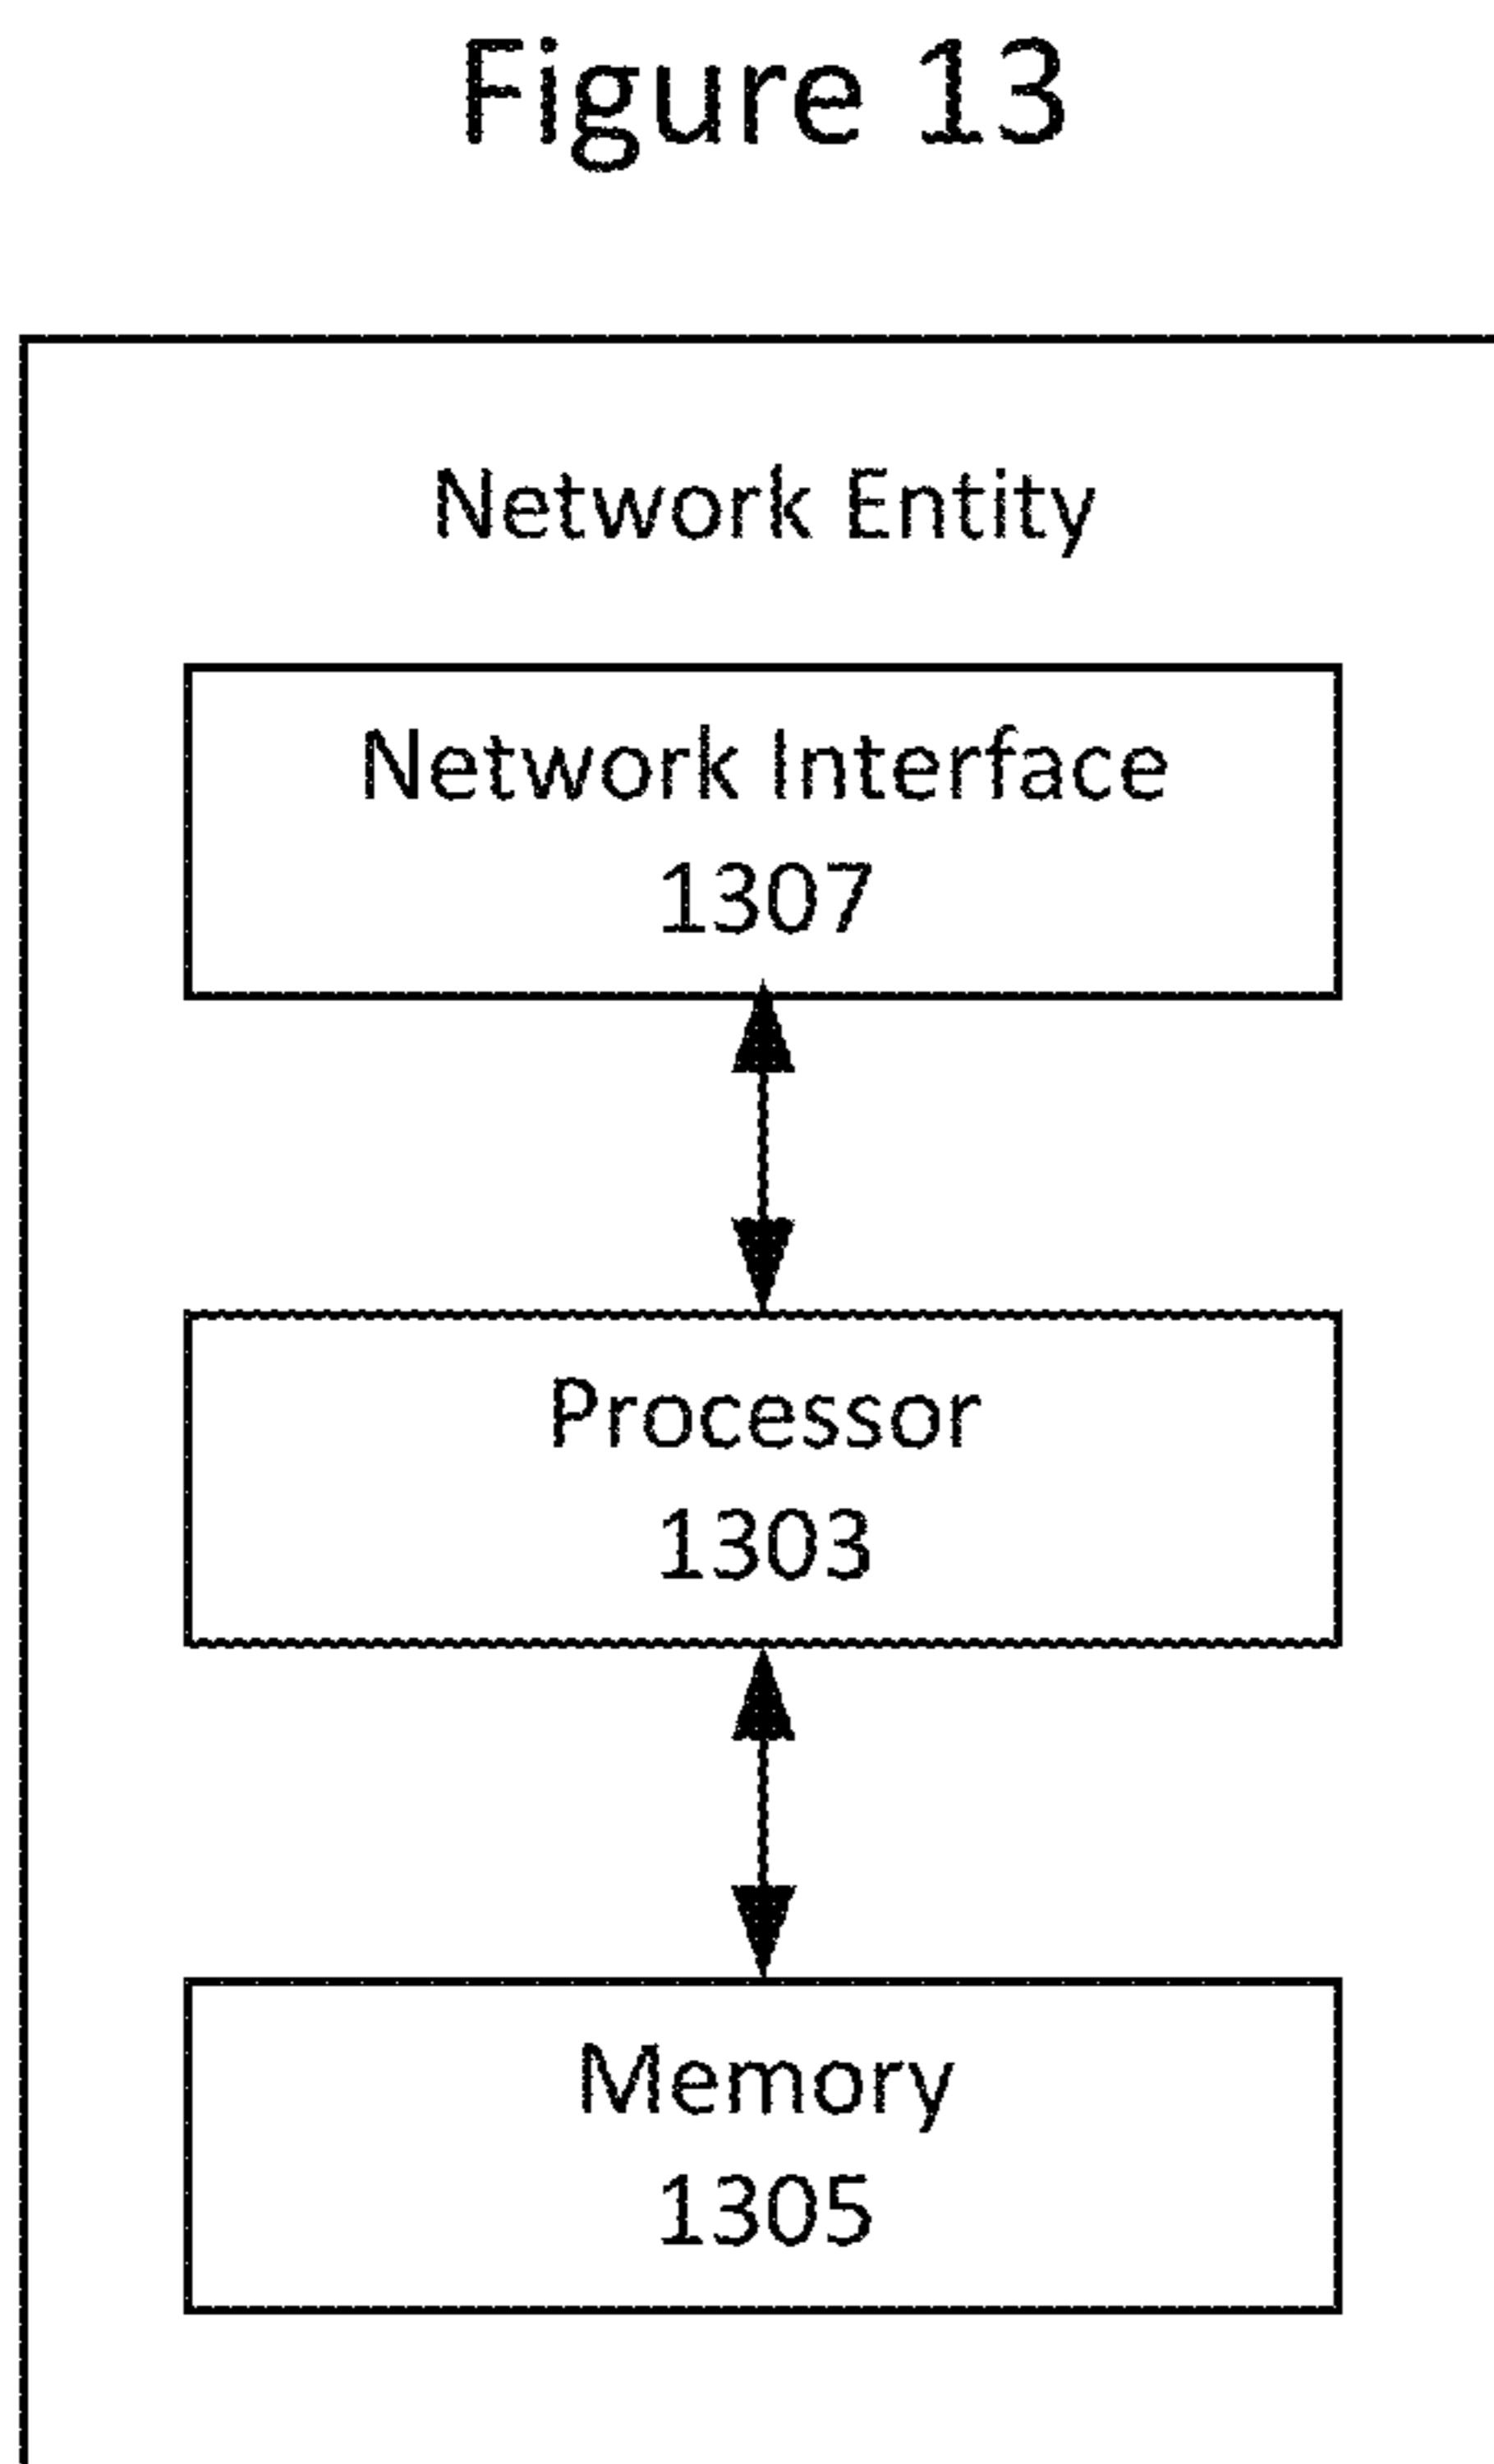 Figure 13
Network Entity
Network Interface
1307
Processor
1303
Memory
1305